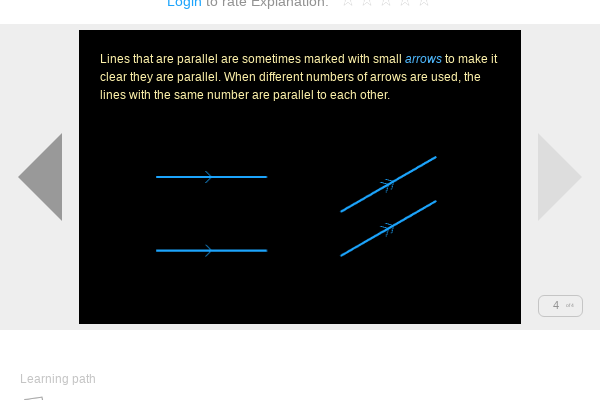 Login to rate Explanation:
Lines that are parallel are sometimes marked with small arrows to make it
clear they are parallel. When different numbers of arrows are used, the
lines with the same number are parallel to each other.
4
Learning path